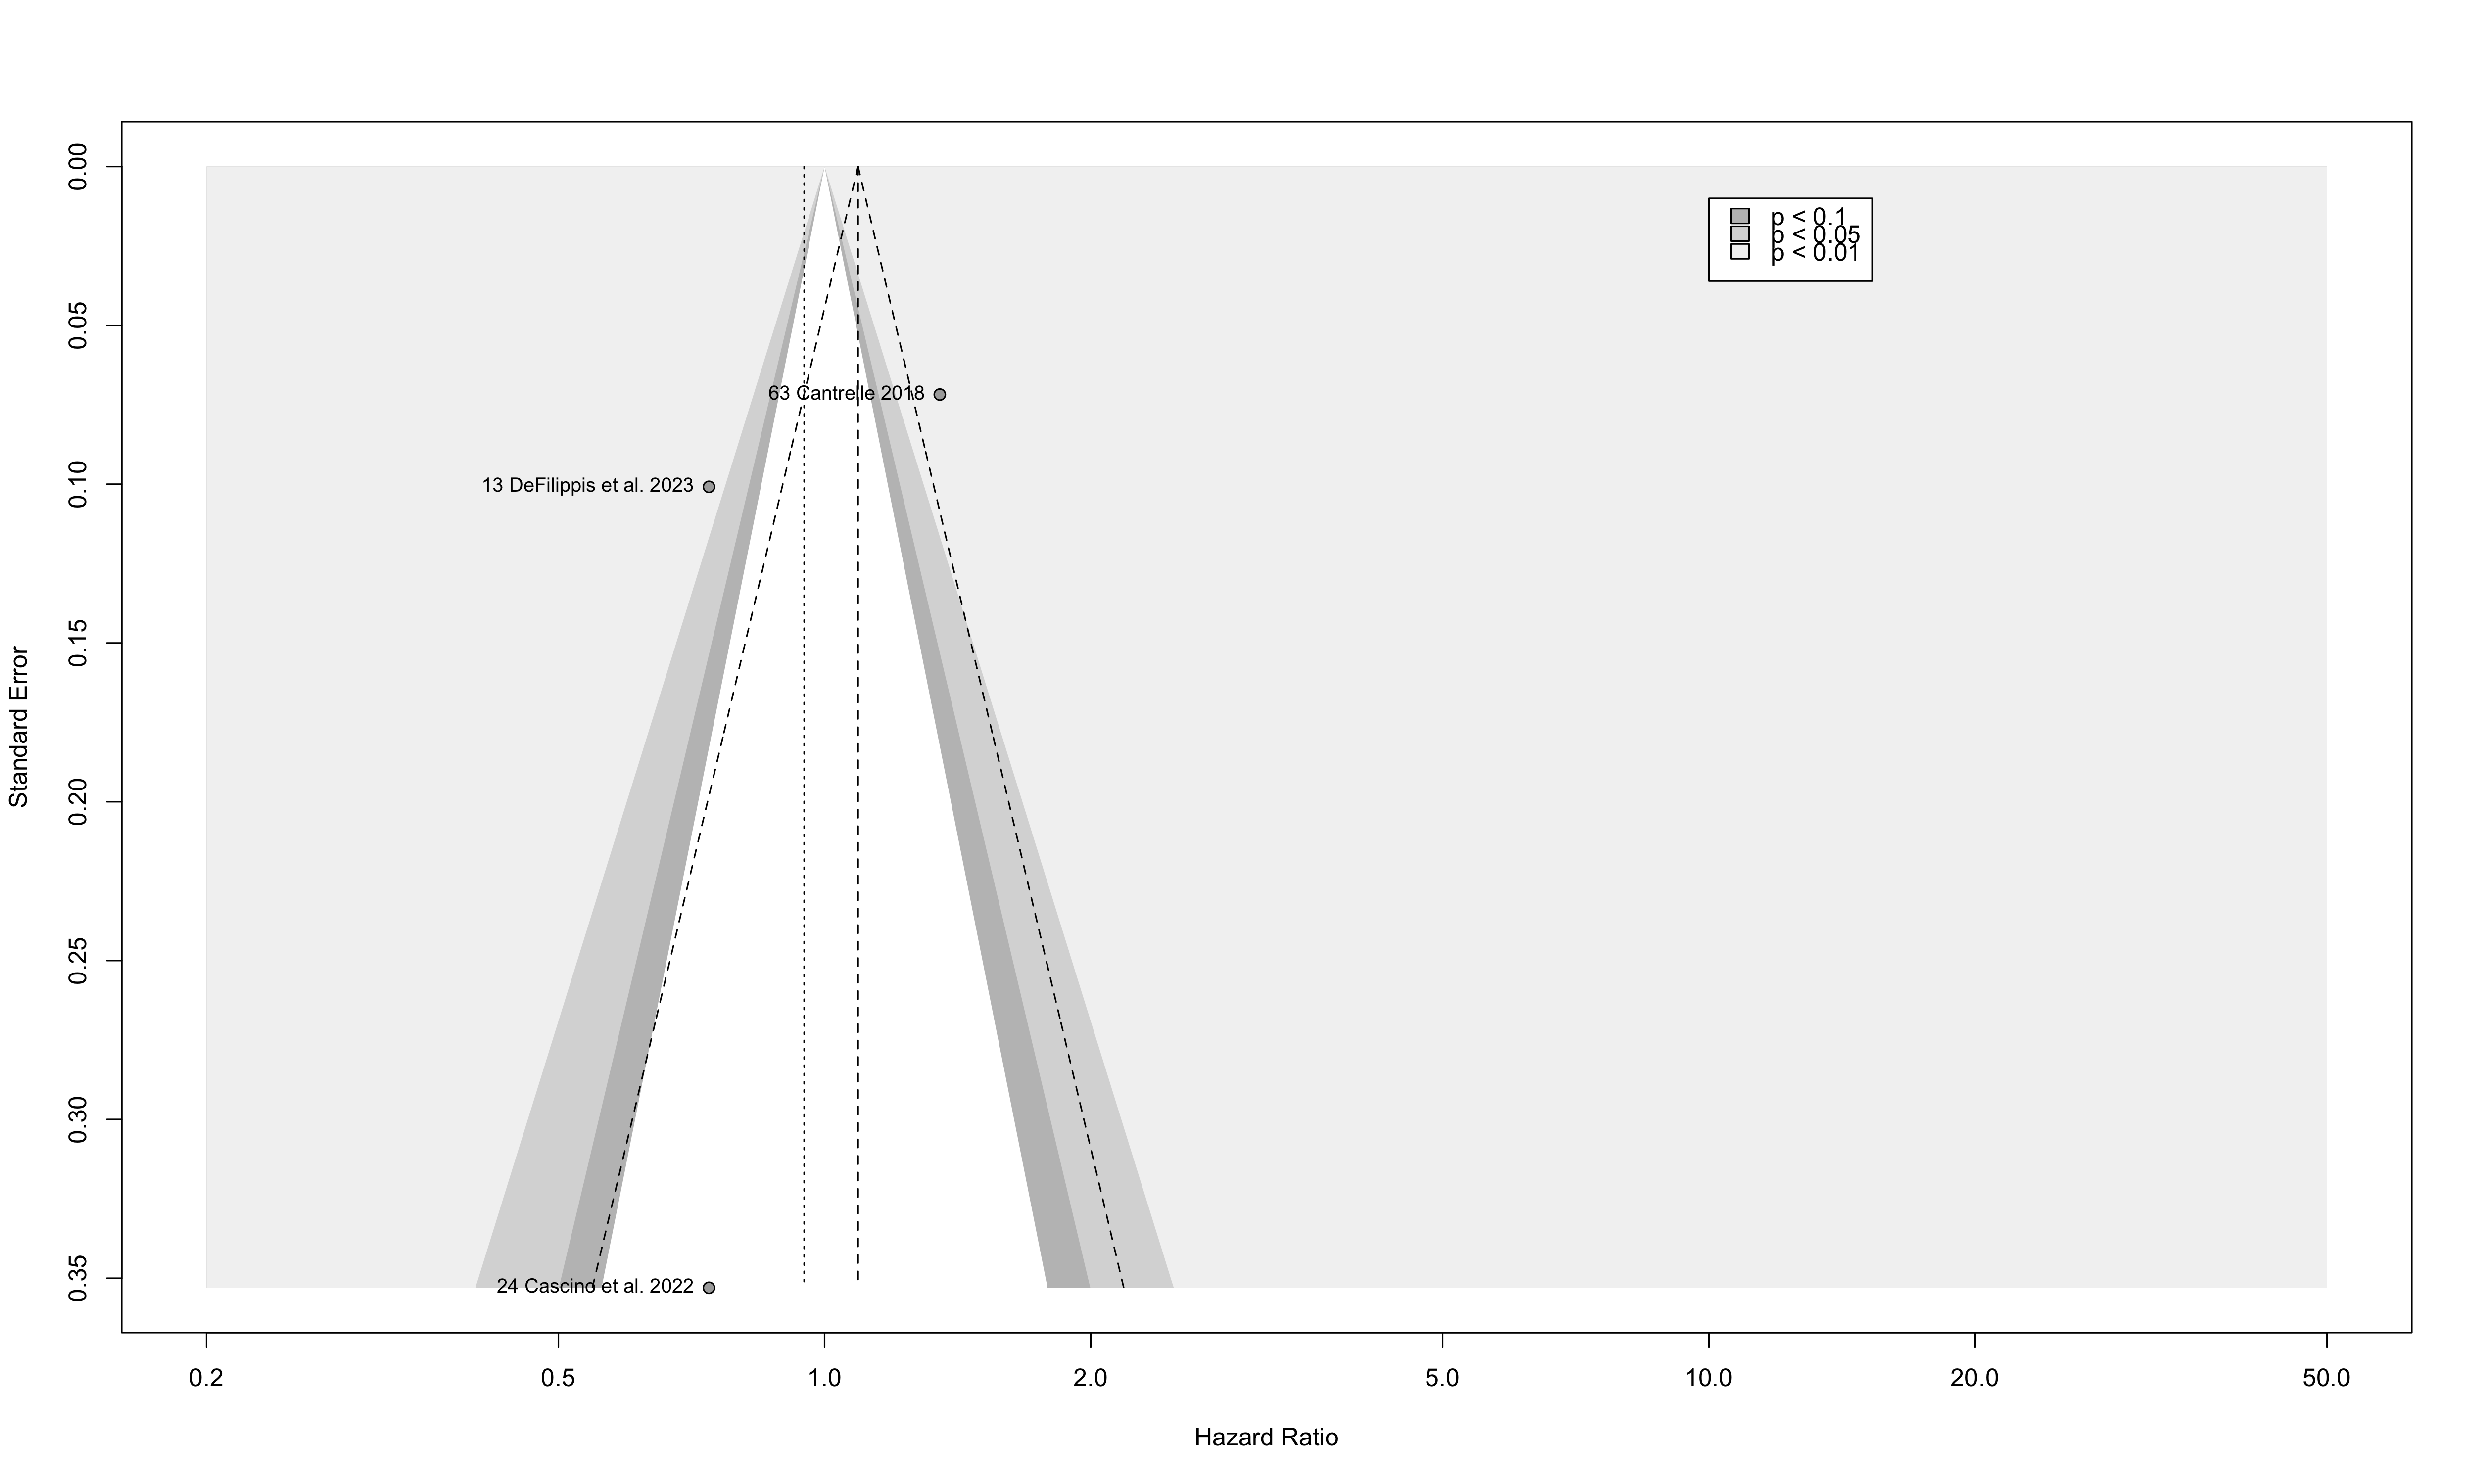 0.00
0.05
0.10
0.15
0.20
0.25
0.30
0.35
Standard Error
p < 0.1
p < 0.05
p < 0.01
63 Cantrelle 2018
13 DeFilippis et al. 2023
24 Cascino et al. 2022
0.2 0.5 1.0 2.0 5.0 10.0 20.0 50.0
Hazard Ratio